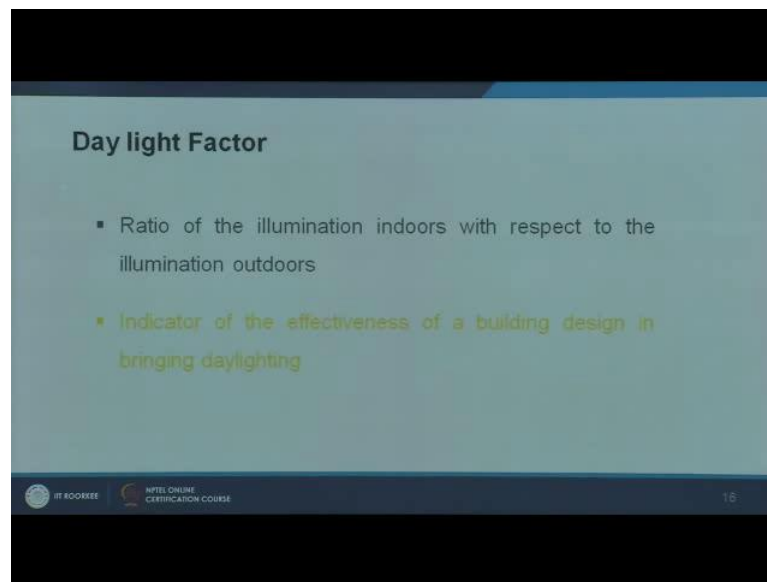 Day light Factor
▪ Ratio of the illumination indoors with respect to the
illumination outdoors
▪ Indicator of the effectiveness of a building design in
bringing daylighting
IIT ROORKEE
NPTEL ONLINE
CERTIFICATION COURSE
16